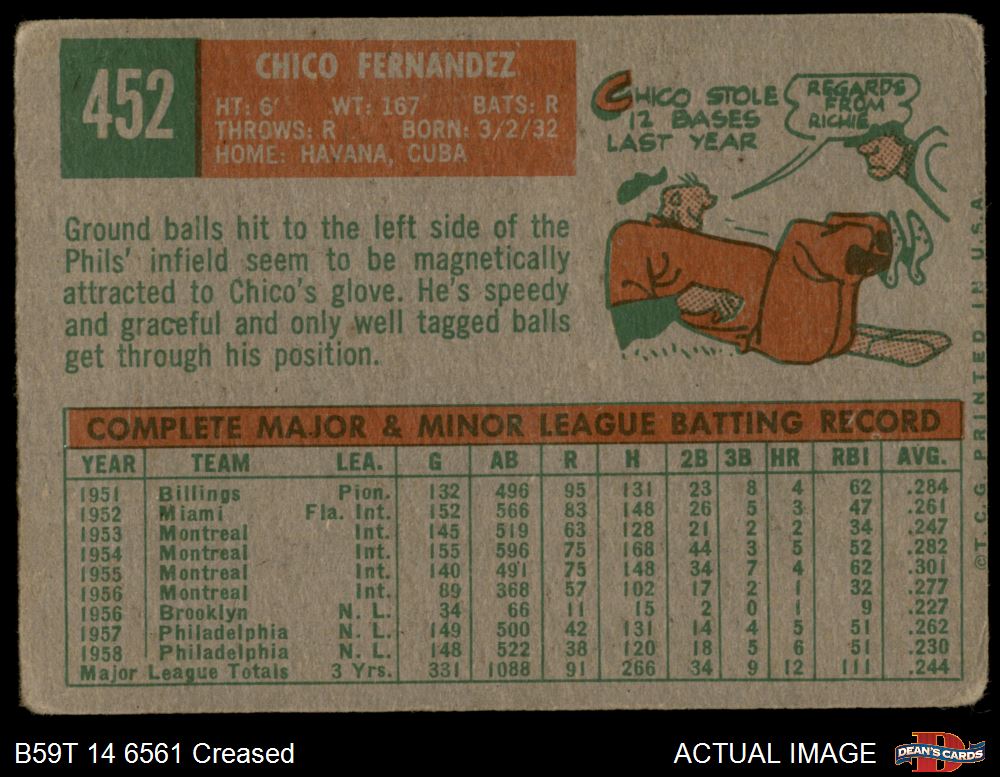 452
CHICO FERNANDEZ
HT: 6' WT: 167 BATS: R
THROWS: R BORN: 3/2/32
HOME: HAVANA, CUBA
CHICO STOLE
12 BASES
LAST YEAR
REGARDS
FROM
RICHIE
Ground balls hit to the left side of the
Phils' infield seem to be magnetically
attracted to Chico's glove. He's speedy
and graceful and only well tagged balls
get through his position.
COMPLETE MAJOR & MINOR LEAGUE BATTING RECORD
YEAR TEAM LEA. G AB R H 2B 3B HR RBI AVG.
1951 Billings Pion. 132 496 95 131 23 8 4 62 .284
1952 Miami Fla. Int. 152 566 83 148 26 5 3 47 .261
1953 Montreal Int. 145 519 63 128 21 2 2 34 .247
1954 Montreal Int. 155 596 75 168 44 3 5 52 .282
1955 Montreal Int. 140 491 75 148 34 7 4 62 .301
1956 Montreal Int. 89 368 57 102 17 2 1 32 .277
1956 Brooklyn N. L. 34 66 11 15 2 0 1 9 .227
1957 Philadelphia N. L. 149 500 42 131 14 4 5 51 .262
1958 Philadelphia N. L. 148 522 38 120 18 5 6 51 .230
Major League Totals 3 Yrs. 331 1088 91 266 34 9 12 111 .244
©T. C. G. PRINTED IN U.S.A.
B59T 14 6561 Creased
ACTUAL IMAGE
DEAN'S CARDS